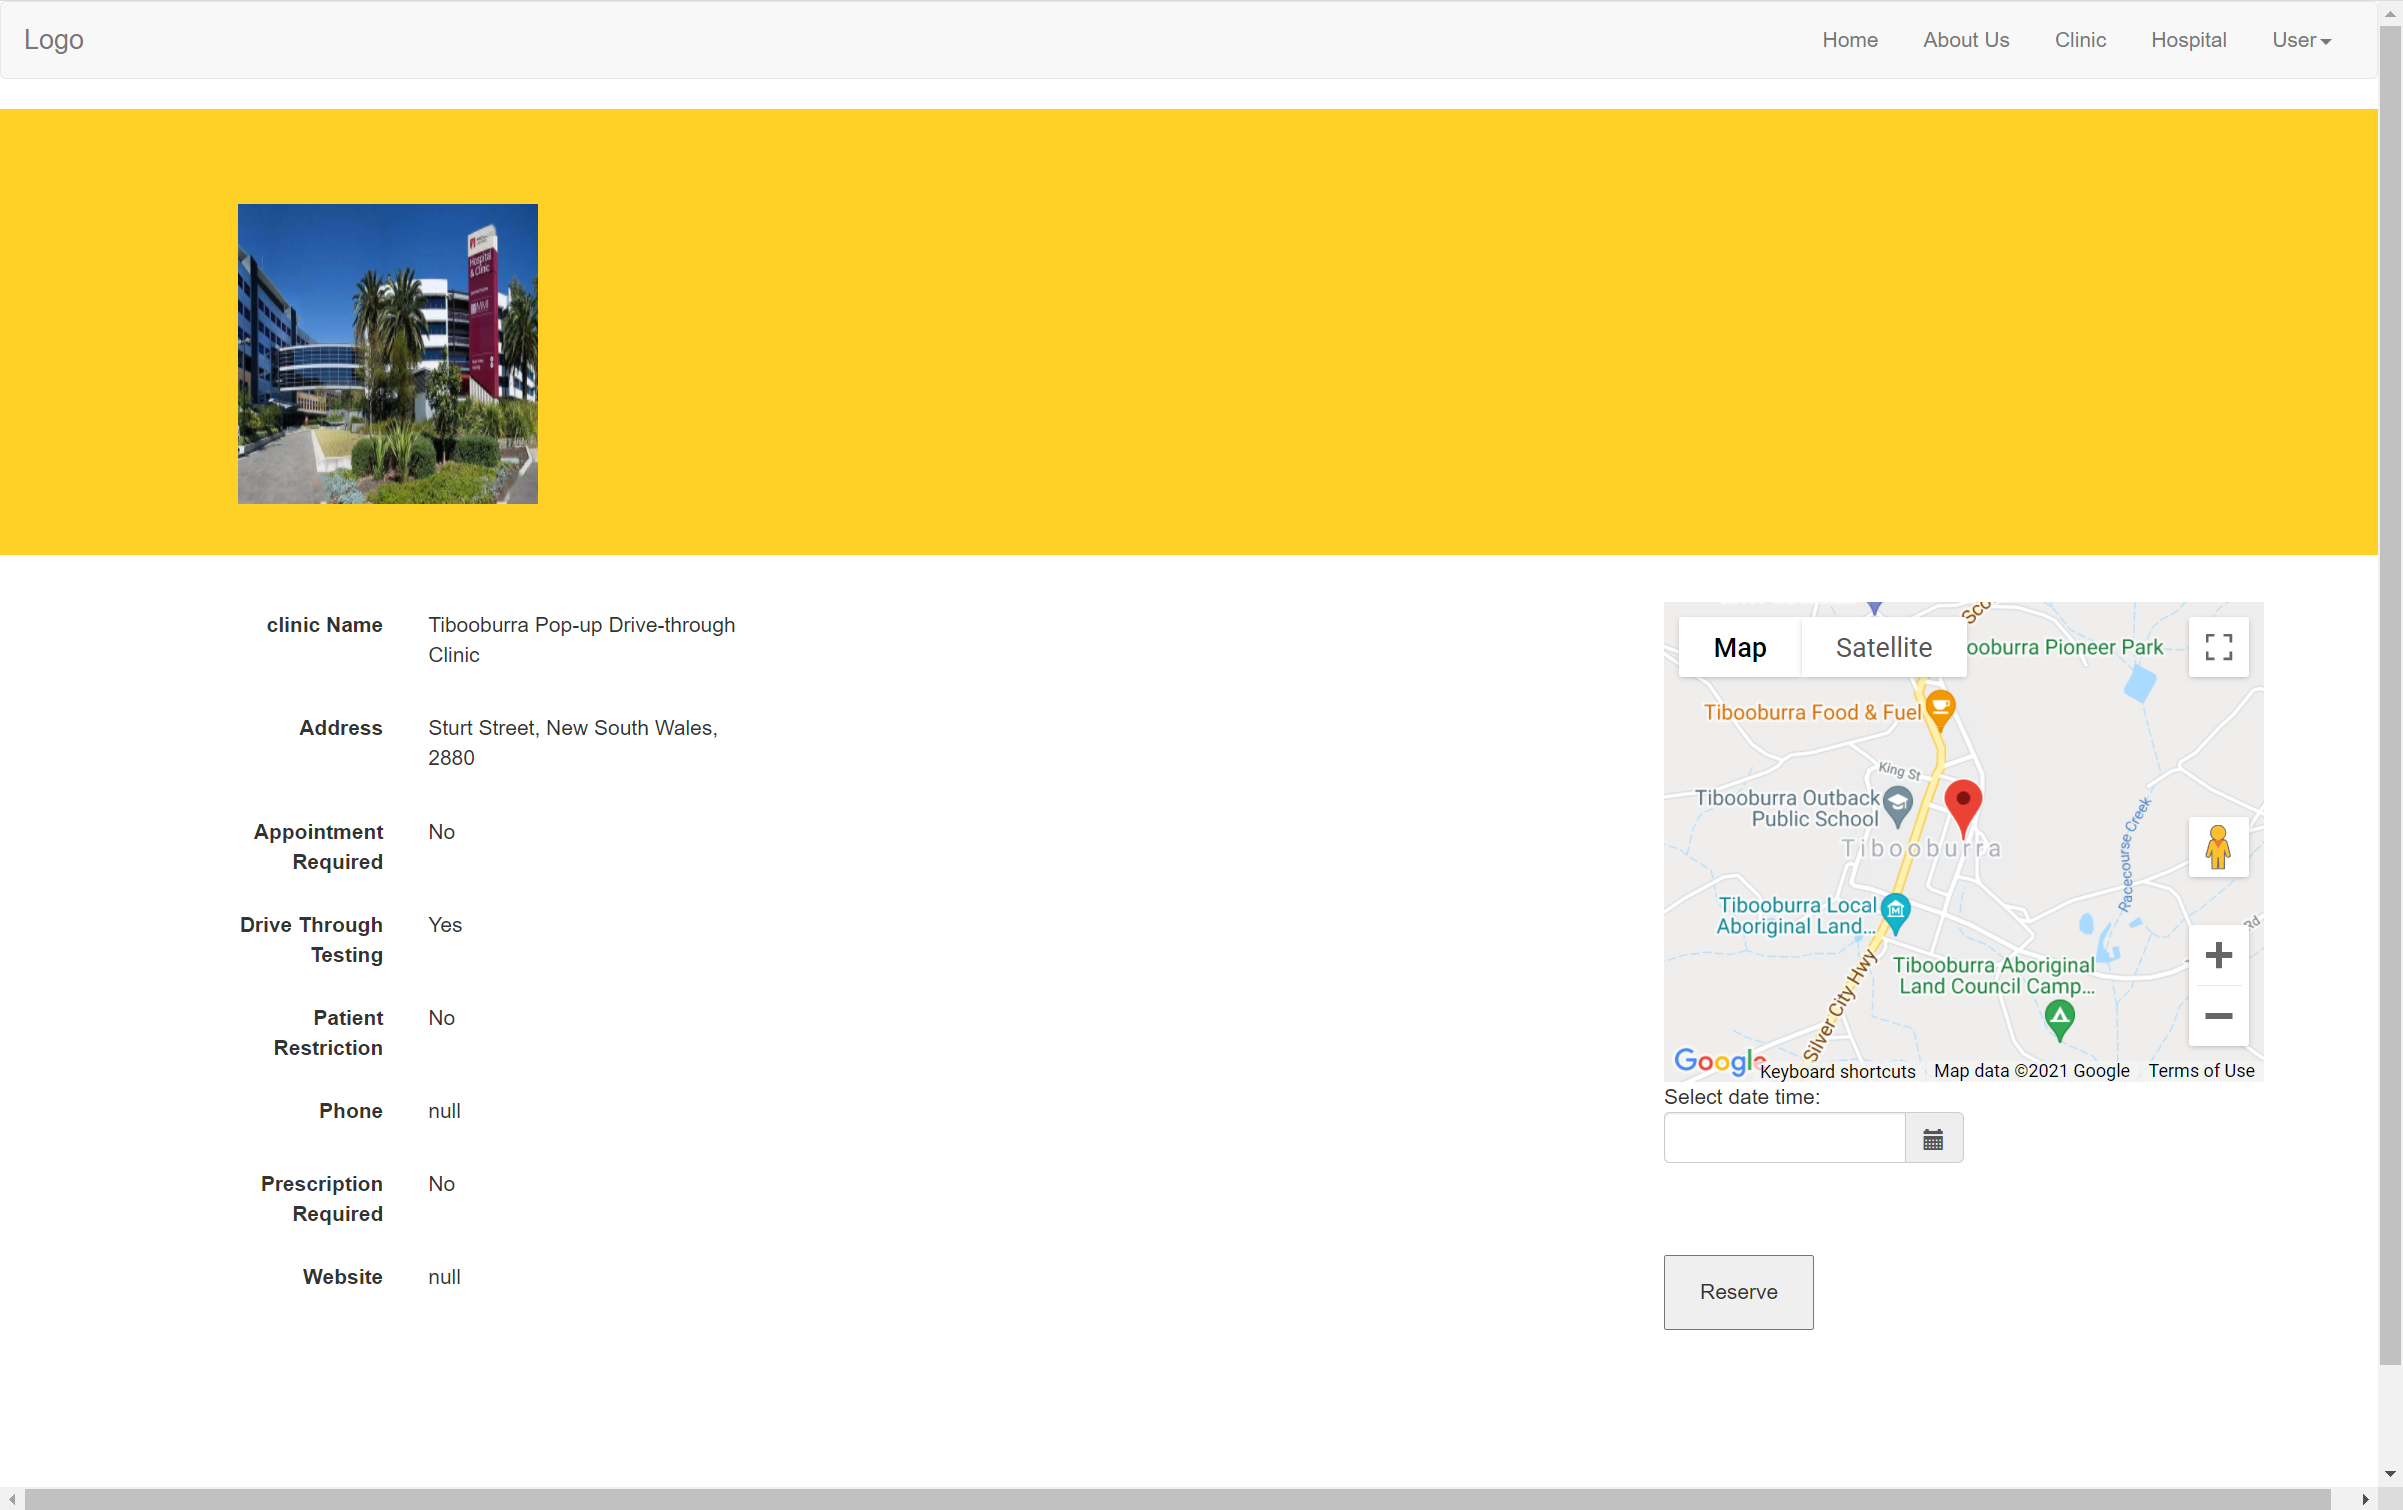 Logo
Home
About Us
Clinic
Hospital
User
Hospital
& Clinic
clinic Name
Tibooburra Pop-up Drive-through
Clinic
Address
Sturt Street, New South Wales,
2880
Appointment
Required
No
Drive Through
Testing
Yes
Patient
Restriction
No
Phone
null
Prescription
Required
No
Website
null
Map
Satellite
ooburra Pioneer Park
Tibooburra Food & Fuel
King St
Tibooburra Outback
Public School
Tibooburra
Racecourse Creek
Rd
Tibooburra Local
Aboriginal Land...
Tibooburra Aboriginal
Land Council Camp...
Silver City Hwy
Google
Keyboard shortcuts
Map data ©2021 Google
Terms of Use
Select date time:
Reserve